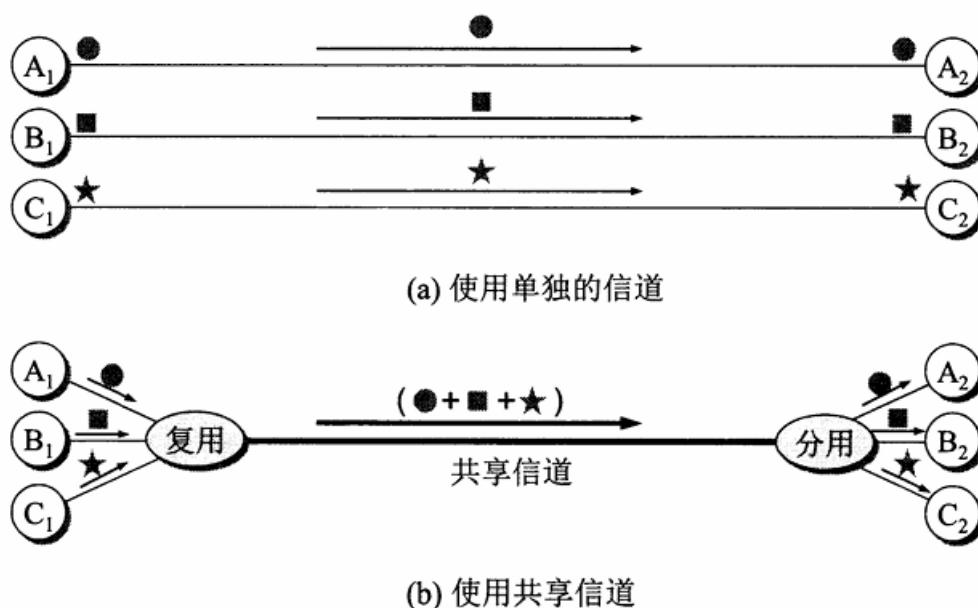 A₁ A₂
B₁ B₂
C₁ C₂
(a) 使用单独的信道
A₁ A₂
(●+■+★)
B₁ 复用 分用 B₂
共享信道
C₁ C₂
(b) 使用共享信道